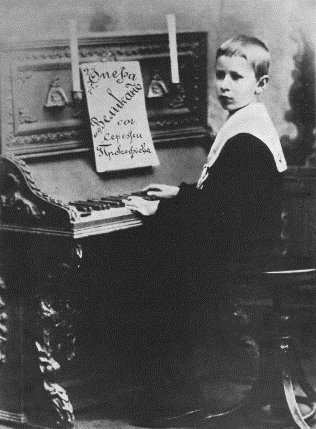 Опера
„Великанъ"
соч.
Сережи
Прокофьева